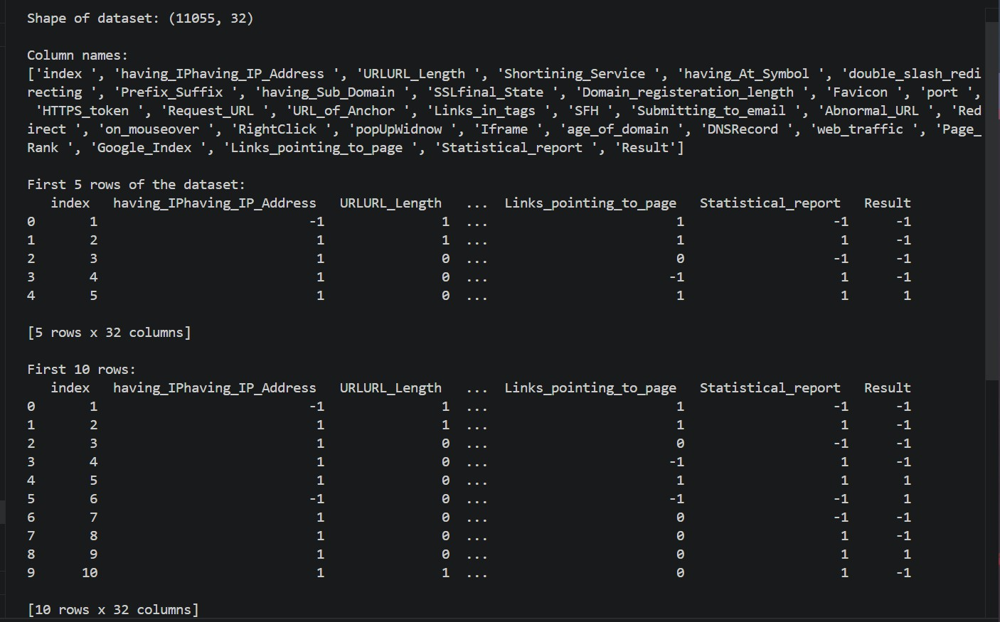 Shape of dataset: (11055, 32)
Column names:
['index ', 'having_IPhaving_IP_Address ', 'URLURL_Length ', 'Shortining_Service ', 'having_At_Symbol ', 'double_slash_redi
recting ', 'Prefix_Suffix ', 'having_Sub_Domain ', 'SSLfinal_State ', 'Domain_registeration_length ', 'Favicon ', 'port ',
'HTTPS_token ', 'Request_URL ', 'URL_of_Anchor ', 'Links_in_tags ', 'SFH ', 'Submitting_to_email ', 'Abnormal_URL ', 'Red
irect ', 'on_mouseover ', 'RightClick ', 'popUpWidnow ', 'Iframe ', 'age_of_domain ', 'DNSRecord ', 'web_traffic ', 'Page_
Rank ', 'Google_Index ', 'Links_pointing_to_page ', 'Statistical_report ', 'Result']
First 5 rows of the dataset:
index having_IPhaving_IP_Address URLURL_Length ... Links_pointing_to_page Statistical_report Result
0 1 -1 1 ... 1 -1 -1
1 2 1 1 ... 1 1 -1
2 3 1 0 ... 0 -1 -1
3 4 1 0 ... -1 1 -1
4 5 1 0 ... 1 1 1
[5 rows x 32 columns]
First 10 rows:
index having_IPhaving_IP_Address URLURL_Length ... Links_pointing_to_page Statistical_report Result
0 1 -1 1 ... 1 -1 -1
1 2 1 1 ... 1 1 -1
2 3 1 0 ... 0 -1 -1
3 4 1 0 ... -1 1 -1
4 5 1 0 ... 1 1 1
5 6 -1 0 ... -1 -1 1
6 7 1 0 ... 0 -1 -1
7 8 1 0 ... 0 1 -1
8 9 1 0 ... 0 1 1
9 10 1 1 ... 0 1 -1
[10 rows x 32 columns]